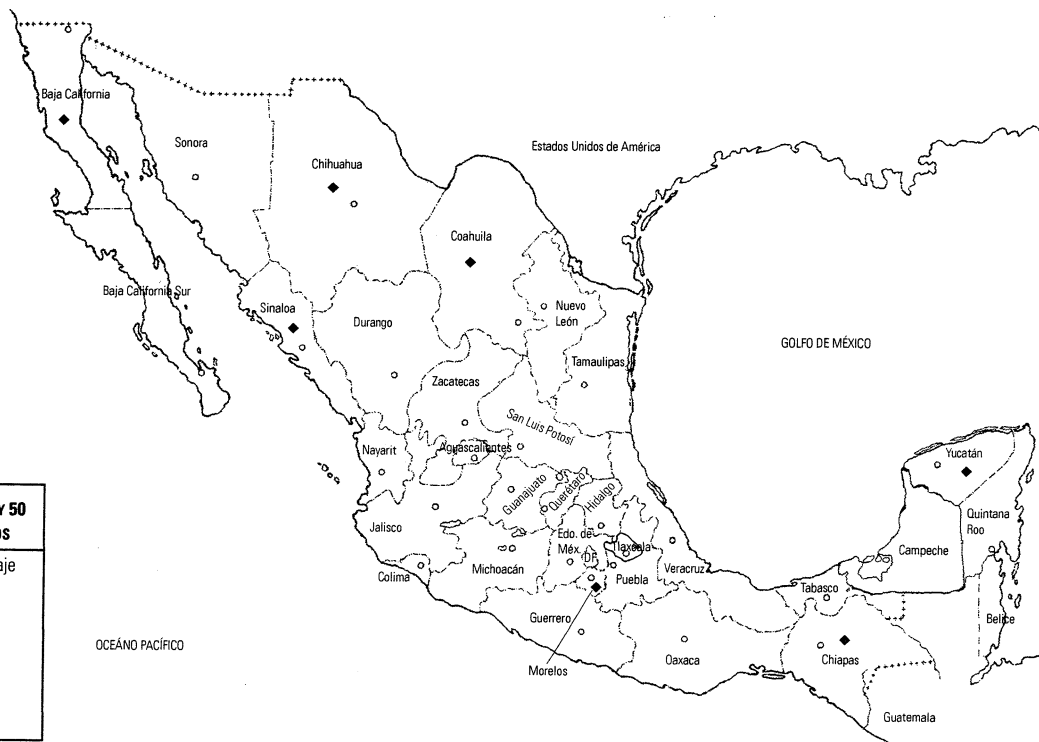 Baja California
Sonora
Chihuahua
Estados Unidos de América
Coahuila
Baja California Sur
Sinaloa
Durango
Nuevo
León
GOLFO DE MÉXICO
Tamaulipas
Zacatecas
San Luis Potosí
Nayarit
Aguascalientes
Yucatán
Guanajuato
Querétaro
Hidalgo
Y 50
OS
aje
Jalisco
Quintana
Roo
Edo. de
Méx.
DF
Tlaxcala
Campeche
Colima
Michoacán
Puebla
Veracruz
Tabasco
Guerrero
Belice
OCEÁNO PACÍFICO
Oaxaca
Chiapas
Morelos
Guatemala